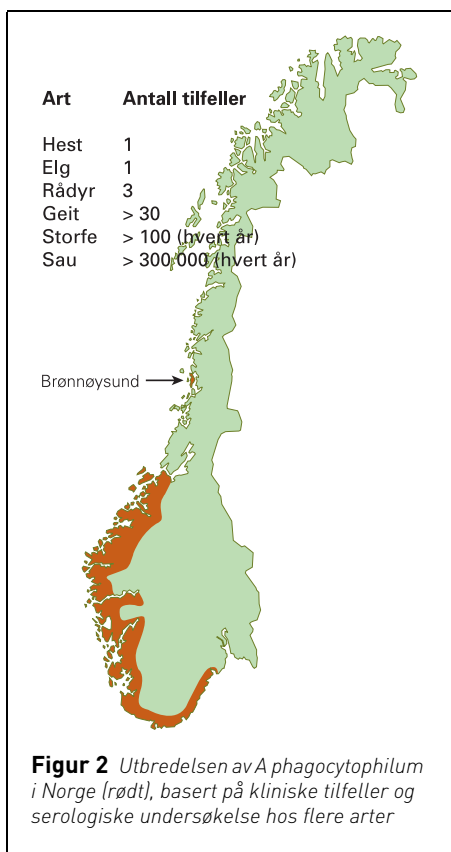 Art Antall tilfeller
Hest 1
Elg 1
Rådyr 3
Geit > 30
Storfe > 100 (hvert år)
Sau > 300 000 (hvert år)
Brønnøysund
Figur 2 Utbredelsen av A phagocytophilum
i Norge (rødt), basert på kliniske tilfeller og
serologiske undersøkelse hos flere arter